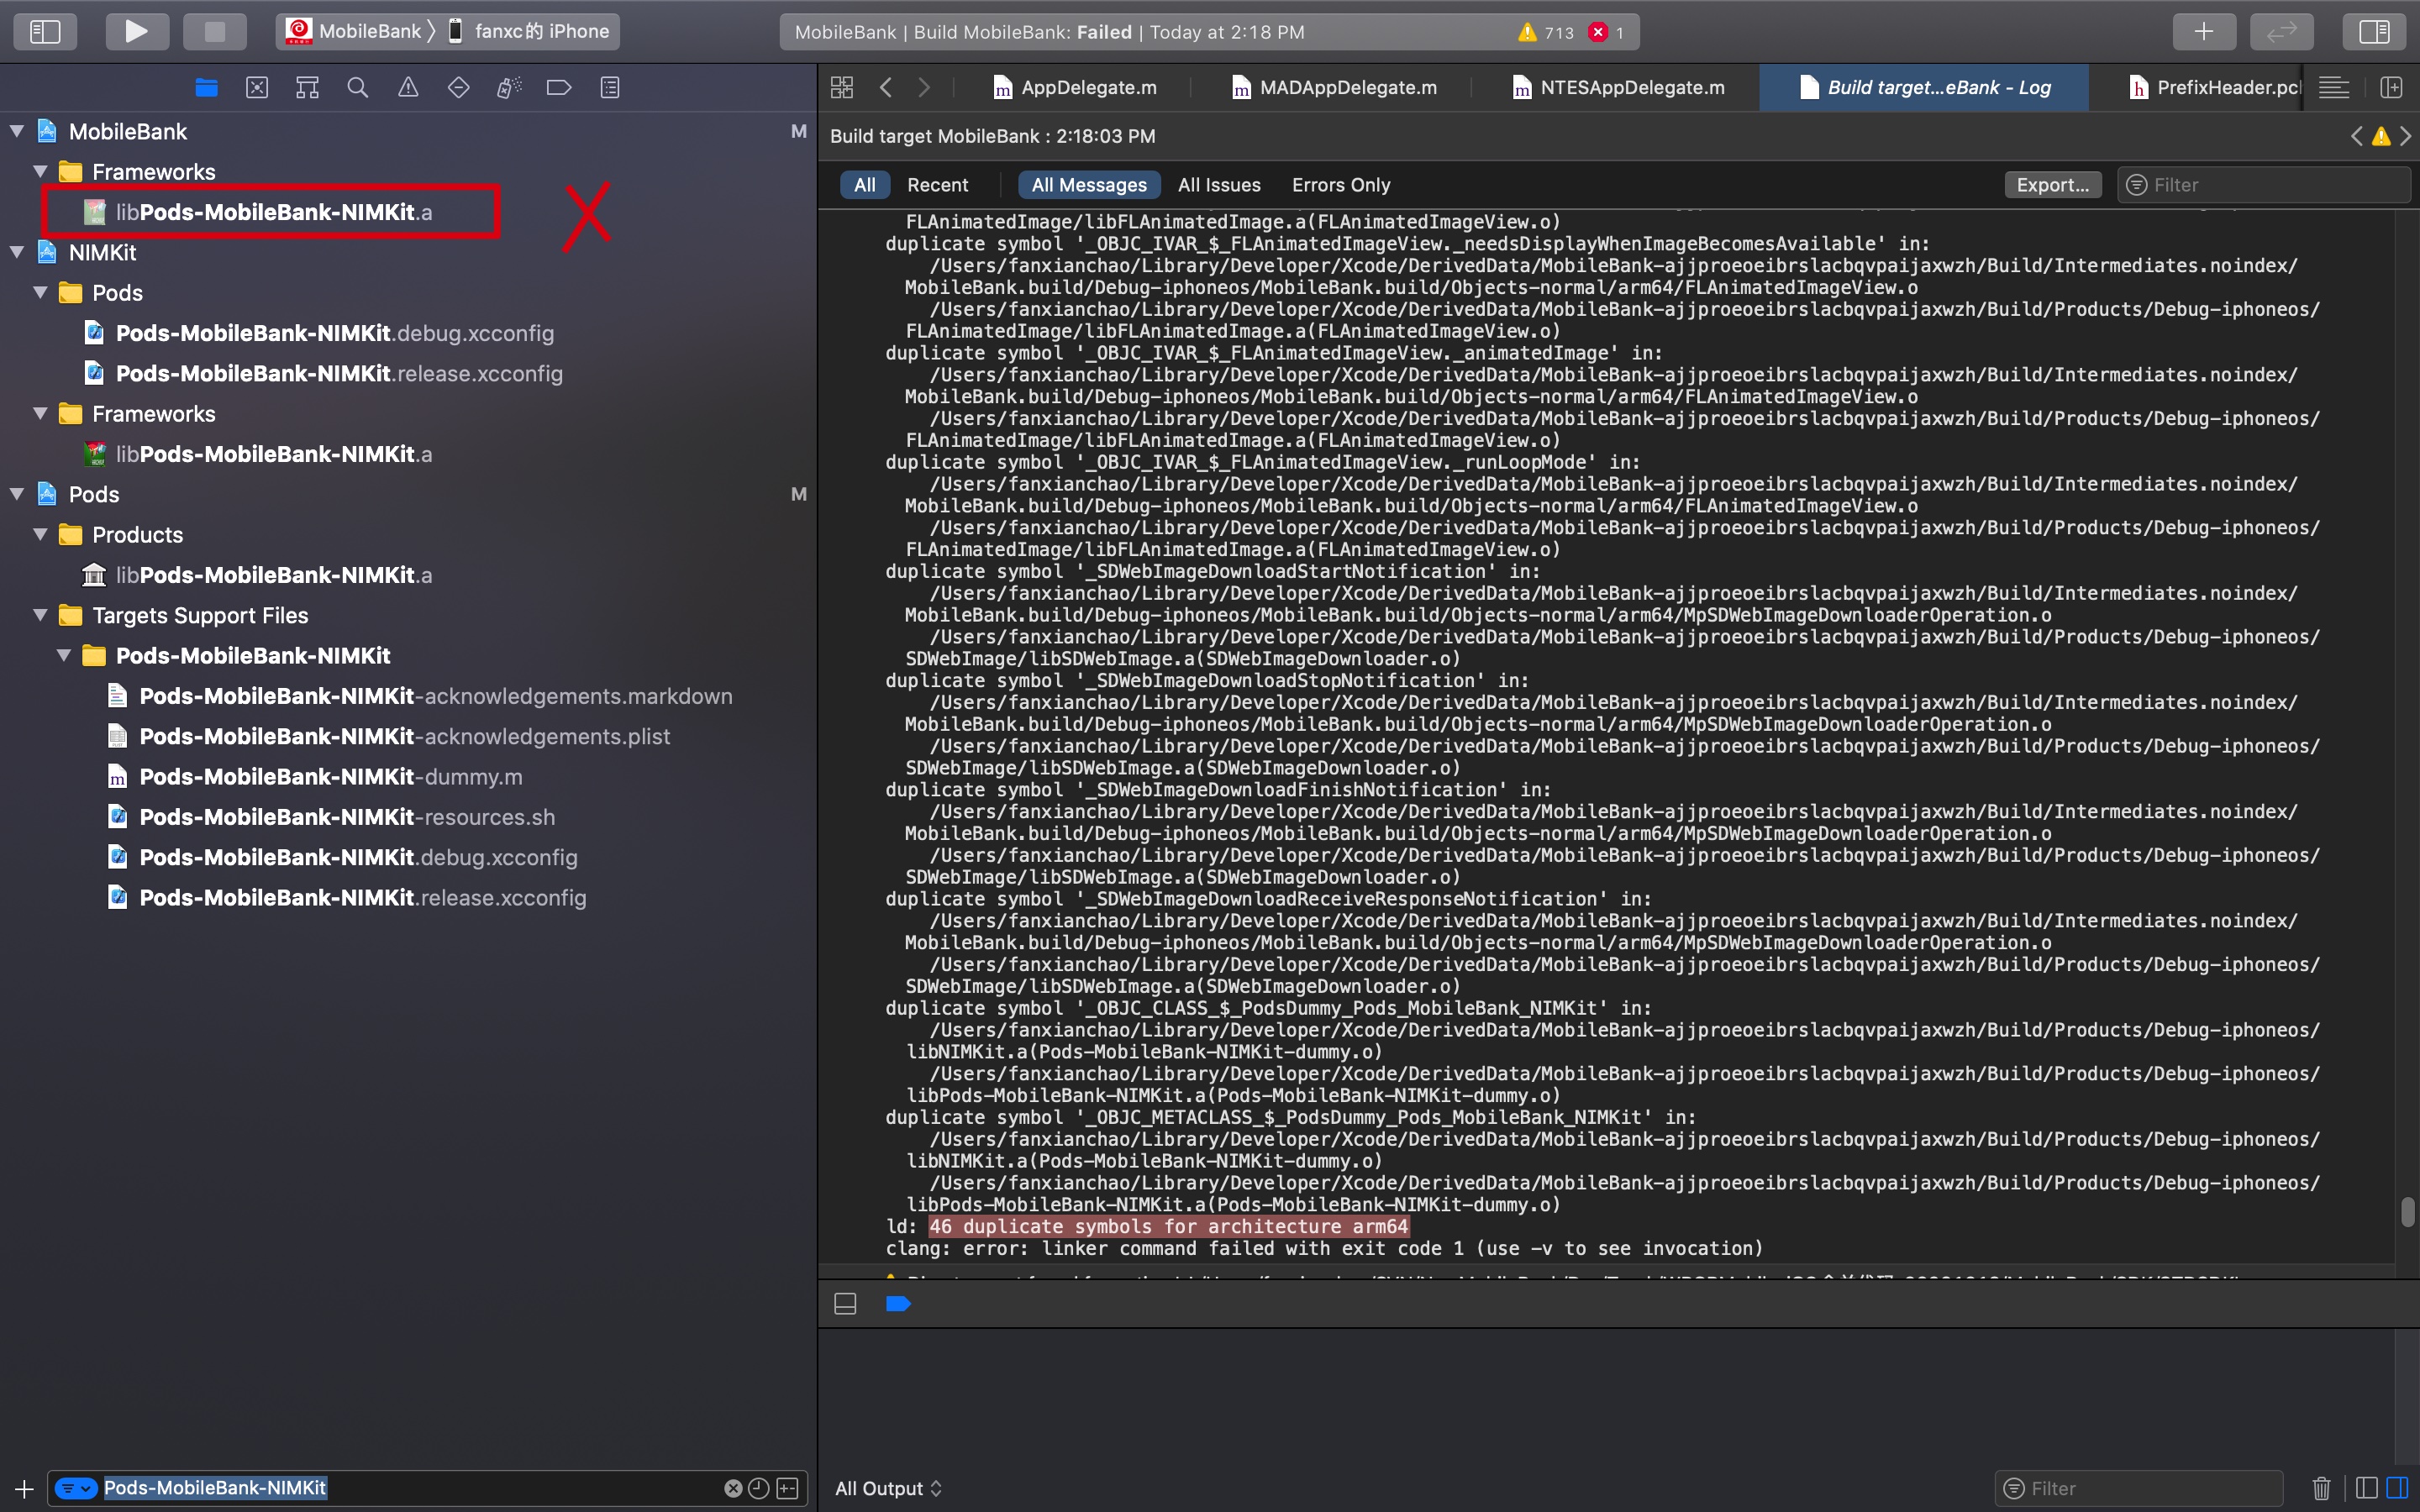 MobileBank 〉 fanxc的 iPhone
MobileBank | Build MobileBank: Failed | Today at 2:18 PM 713 1
MobileBank M
Frameworks
libPods-MobileBank-NIMKit.a
NIMKit
Pods
Pods-MobileBank-NIMKit.debug.xcconfig
Pods-MobileBank-NIMKit.release.xcconfig
Frameworks
libPods-MobileBank-NIMKit.a
Pods M
Products
libPods-MobileBank-NIMKit.a
Targets Support Files
Pods-MobileBank-NIMKit
Pods-MobileBank-NIMKit-acknowledgements.markdown
Pods-MobileBank-NIMKit-acknowledgements.plist
Pods-MobileBank-NIMKit-dummy.m
Pods-MobileBank-NIMKit-resources.sh
Pods-MobileBank-NIMKit.debug.xcconfig
Pods-MobileBank-NIMKit.release.xcconfig
Pods-MobileBank-NIMKit
AppDelegate.m MADAppDelegate.m NTESAppDelegate.m Build target...eBank - Log PrefixHeader.pc
Build target MobileBank : 2:18:03 PM
All Recent All Messages All Issues Errors Only Export... Filter
FLAnimatedImage/libFLAnimatedImage.a(FLAnimatedImageView.o)
duplicate symbol '_OBJC_IVAR_$_FLAnimatedImageView._needsDisplayWhenImageBecomesAvailable' in:
/Users/fanxianchao/Library/Developer/Xcode/DerivedData/MobileBank-ajjproeoeibrslacbqvpaijaxwzh/Build/Intermediates.noindex/
MobileBank.build/Debug-iphoneos/MobileBank.build/Objects-normal/arm64/FLAnimatedImageView.o
/Users/fanxianchao/Library/Developer/Xcode/DerivedData/MobileBank-ajjproeoeibrslacbqvpaijaxwzh/Build/Products/Debug-iphoneos/
FLAnimatedImage/libFLAnimatedImage.a(FLAnimatedImageView.o)
duplicate symbol '_OBJC_IVAR_$_FLAnimatedImageView._animatedImage' in:
/Users/fanxianchao/Library/Developer/Xcode/DerivedData/MobileBank-ajjproeoeibrslacbqvpaijaxwzh/Build/Intermediates.noindex/
MobileBank.build/Debug-iphoneos/MobileBank.build/Objects-normal/arm64/FLAnimatedImageView.o
/Users/fanxianchao/Library/Developer/Xcode/DerivedData/MobileBank-ajjproeoeibrslacbqvpaijaxwzh/Build/Products/Debug-iphoneos/
FLAnimatedImage/libFLAnimatedImage.a(FLAnimatedImageView.o)
duplicate symbol '_OBJC_IVAR_$_FLAnimatedImageView._runLoopMode' in:
/Users/fanxianchao/Library/Developer/Xcode/DerivedData/MobileBank-ajjproeoeibrslacbqvpaijaxwzh/Build/Intermediates.noindex/
MobileBank.build/Debug-iphoneos/MobileBank.build/Objects-normal/arm64/FLAnimatedImageView.o
/Users/fanxianchao/Library/Developer/Xcode/DerivedData/MobileBank-ajjproeoeibrslacbqvpaijaxwzh/Build/Products/Debug-iphoneos/
FLAnimatedImage/libFLAnimatedImage.a(FLAnimatedImageView.o)
duplicate symbol '_SDWebImageDownloadStartNotification' in:
/Users/fanxianchao/Library/Developer/Xcode/DerivedData/MobileBank-ajjproeoeibrslacbqvpaijaxwzh/Build/Intermediates.noindex/
MobileBank.build/Debug-iphoneos/MobileBank.build/Objects-normal/arm64/MpSDWebImageDownloaderOperation.o
/Users/fanxianchao/Library/Developer/Xcode/DerivedData/MobileBank-ajjproeoeibrslacbqvpaijaxwzh/Build/Products/Debug-iphoneos/
SDWebImage/libSDWebImage.a(SDWebImageDownloader.o)
duplicate symbol '_SDWebImageDownloadStopNotification' in:
/Users/fanxianchao/Library/Developer/Xcode/DerivedData/MobileBank-ajjproeoeibrslacbqvpaijaxwzh/Build/Intermediates.noindex/
MobileBank.build/Debug-iphoneos/MobileBank.build/Objects-normal/arm64/MpSDWebImageDownloaderOperation.o
/Users/fanxianchao/Library/Developer/Xcode/DerivedData/MobileBank-ajjproeoeibrslacbqvpaijaxwzh/Build/Products/Debug-iphoneos/
SDWebImage/libSDWebImage.a(SDWebImageDownloader.o)
duplicate symbol '_SDWebImageDownloadFinishNotification' in:
/Users/fanxianchao/Library/Developer/Xcode/DerivedData/MobileBank-ajjproeoeibrslacbqvpaijaxwzh/Build/Intermediates.noindex/
MobileBank.build/Debug-iphoneos/MobileBank.build/Objects-normal/arm64/MpSDWebImageDownloaderOperation.o
/Users/fanxianchao/Library/Developer/Xcode/DerivedData/MobileBank-ajjproeoeibrslacbqvpaijaxwzh/Build/Products/Debug-iphoneos/
SDWebImage/libSDWebImage.a(SDWebImageDownloader.o)
duplicate symbol '_SDWebImageDownloadReceiveResponseNotification' in:
/Users/fanxianchao/Library/Developer/Xcode/DerivedData/MobileBank-ajjproeoeibrslacbqvpaijaxwzh/Build/Intermediates.noindex/
MobileBank.build/Debug-iphoneos/MobileBank.build/Objects-normal/arm64/MpSDWebImageDownloaderOperation.o
/Users/fanxianchao/Library/Developer/Xcode/DerivedData/MobileBank-ajjproeoeibrslacbqvpaijaxwzh/Build/Products/Debug-iphoneos/
SDWebImage/libSDWebImage.a(SDWebImageDownloader.o)
duplicate symbol '_OBJC_CLASS_$_PodsDummy_Pods_MobileBank_NIMKit' in:
/Users/fanxianchao/Library/Developer/Xcode/DerivedData/MobileBank-ajjproeoeibrslacbqvpaijaxwzh/Build/Products/Debug-iphoneos/
libNIMKit.a(Pods-MobileBank-NIMKit-dummy.o)
/Users/fanxianchao/Library/Developer/Xcode/DerivedData/MobileBank-ajjproeoeibrslacbqvpaijaxwzh/Build/Products/Debug-iphoneos/
libPods-MobileBank-NIMKit.a(Pods-MobileBank-NIMKit-dummy.o)
duplicate symbol '_OBJC_METACLASS_$_PodsDummy_Pods_MobileBank_NIMKit' in:
/Users/fanxianchao/Library/Developer/Xcode/DerivedData/MobileBank-ajjproeoeibrslacbqvpaijaxwzh/Build/Products/Debug-iphoneos/
libNIMKit.a(Pods-MobileBank-NIMKit-dummy.o)
/Users/fanxianchao/Library/Developer/Xcode/DerivedData/MobileBank-ajjproeoeibrslacbqvpaijaxwzh/Build/Products/Debug-iphoneos/
libPods-MobileBank-NIMKit.a(Pods-MobileBank-NIMKit-dummy.o)
ld: 46 duplicate symbols for architecture arm64
clang: error: linker command failed with exit code 1 (use -v to see invocation)
All Output Filter